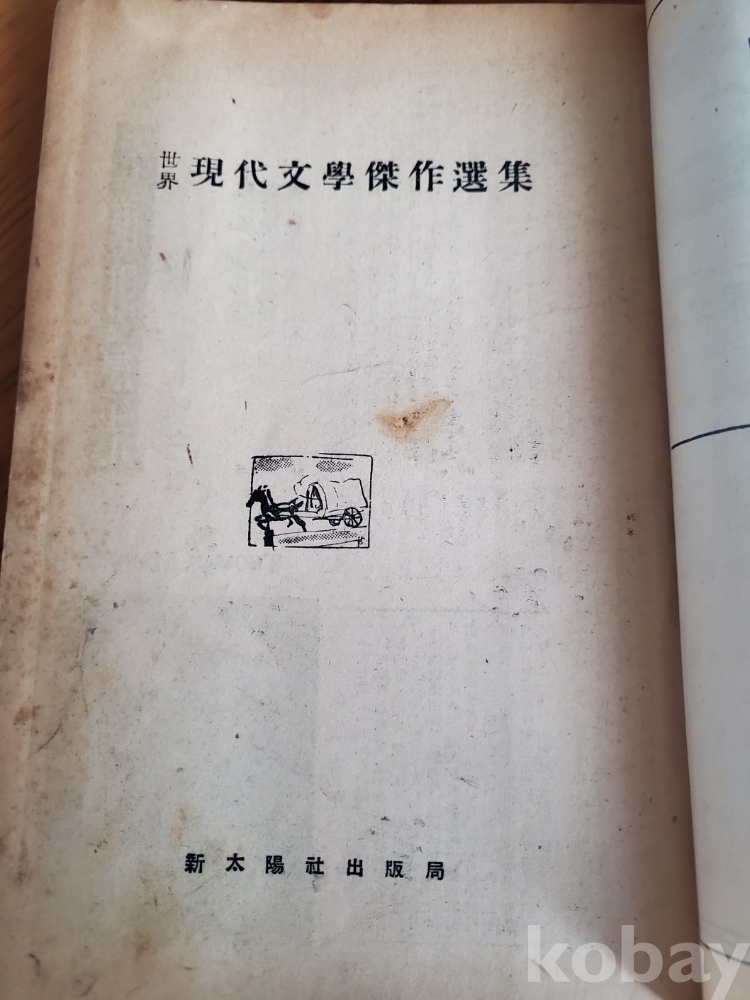 世界 現代文學傑作選集
新太陽社出版局
kobay